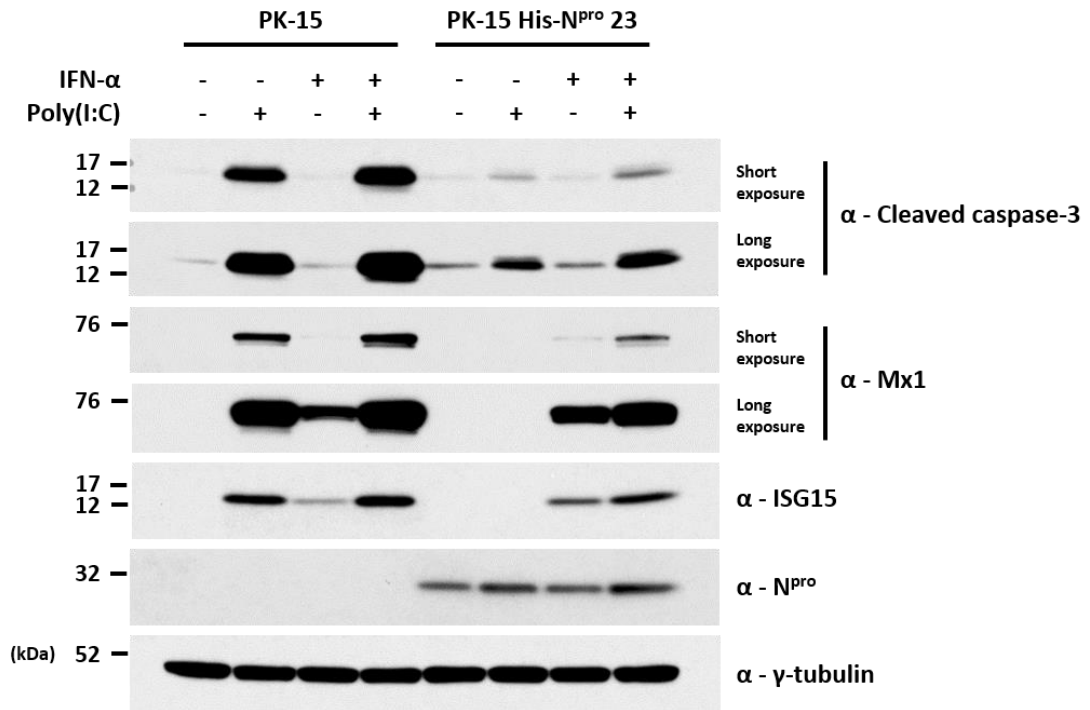 PK-15 PK-15 His-Nᵖʳᵒ 23
IFN-α - - + + - - + +
Poly(I:C) - + - + - + - +
17
12
Short
exposure
17
12
Long
exposure
α - Cleaved caspase-3
76
Short
exposure
76
Long
exposure
α - Mx1
17
12
α - ISG15
32
α - Nᵖʳᵒ
(kDa) 52
α - γ-tubulin